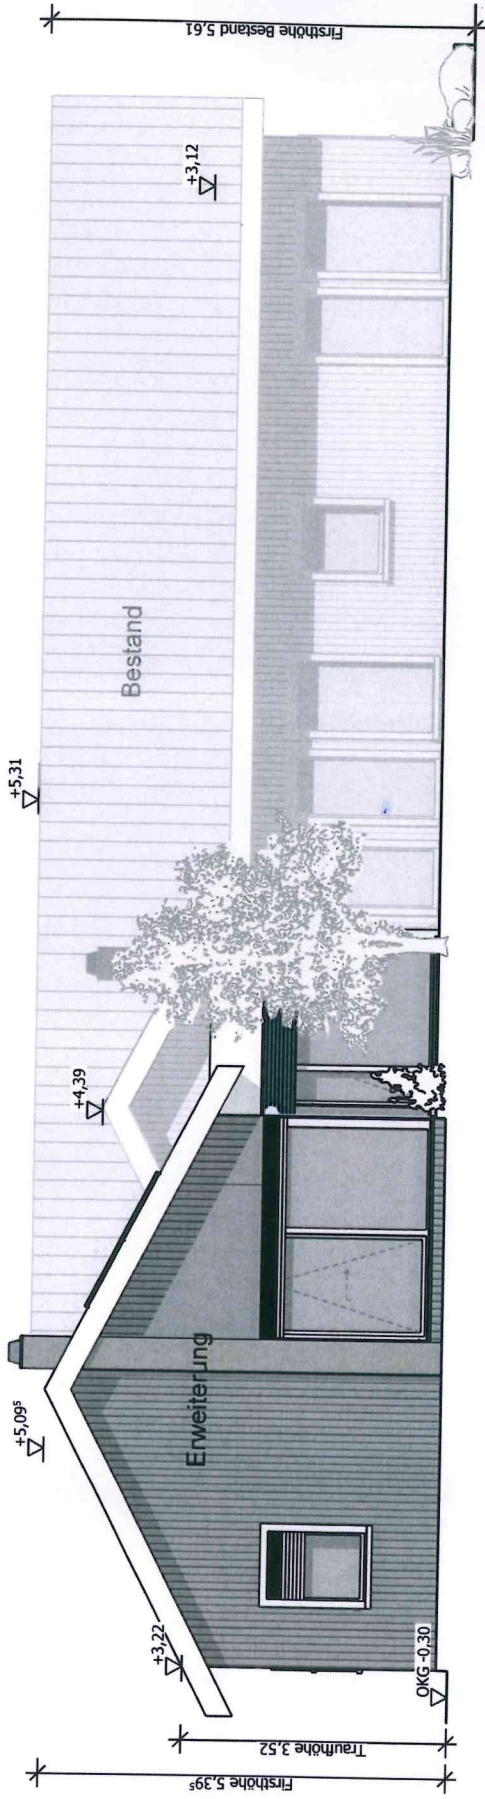 Firsthöhe 5,39⁵
Traufhöhe 3,52
OKG -0,30
+3,22
+5,09⁵
Erweiterung
+4,39
+5,31
Bestand
+3,12
Firsthöhe Bestand 5,61